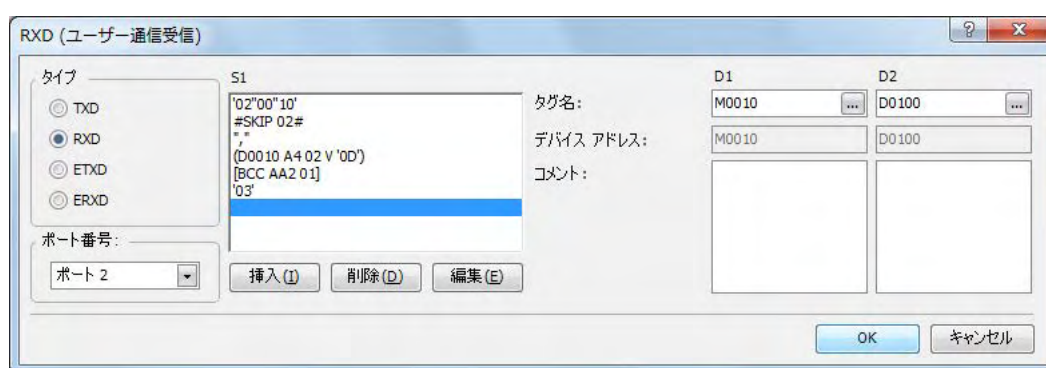 RXD (ユーザー通信受信)
タイプ
TXD
RXD
ETXD
ERXD
ポート番号:
ポート 2
S1
'02''00''10'
#SKIP 02#
","
(D0010 A4 02 V '0D')
[BCC AA2 01]
'03'
挿入(I)
削除(D)
編集(E)
D1
D2
タグ名:
M0010
...
D0100
...
デバイス アドレス:
M0010
D0100
コメント:
OK
キャンセル